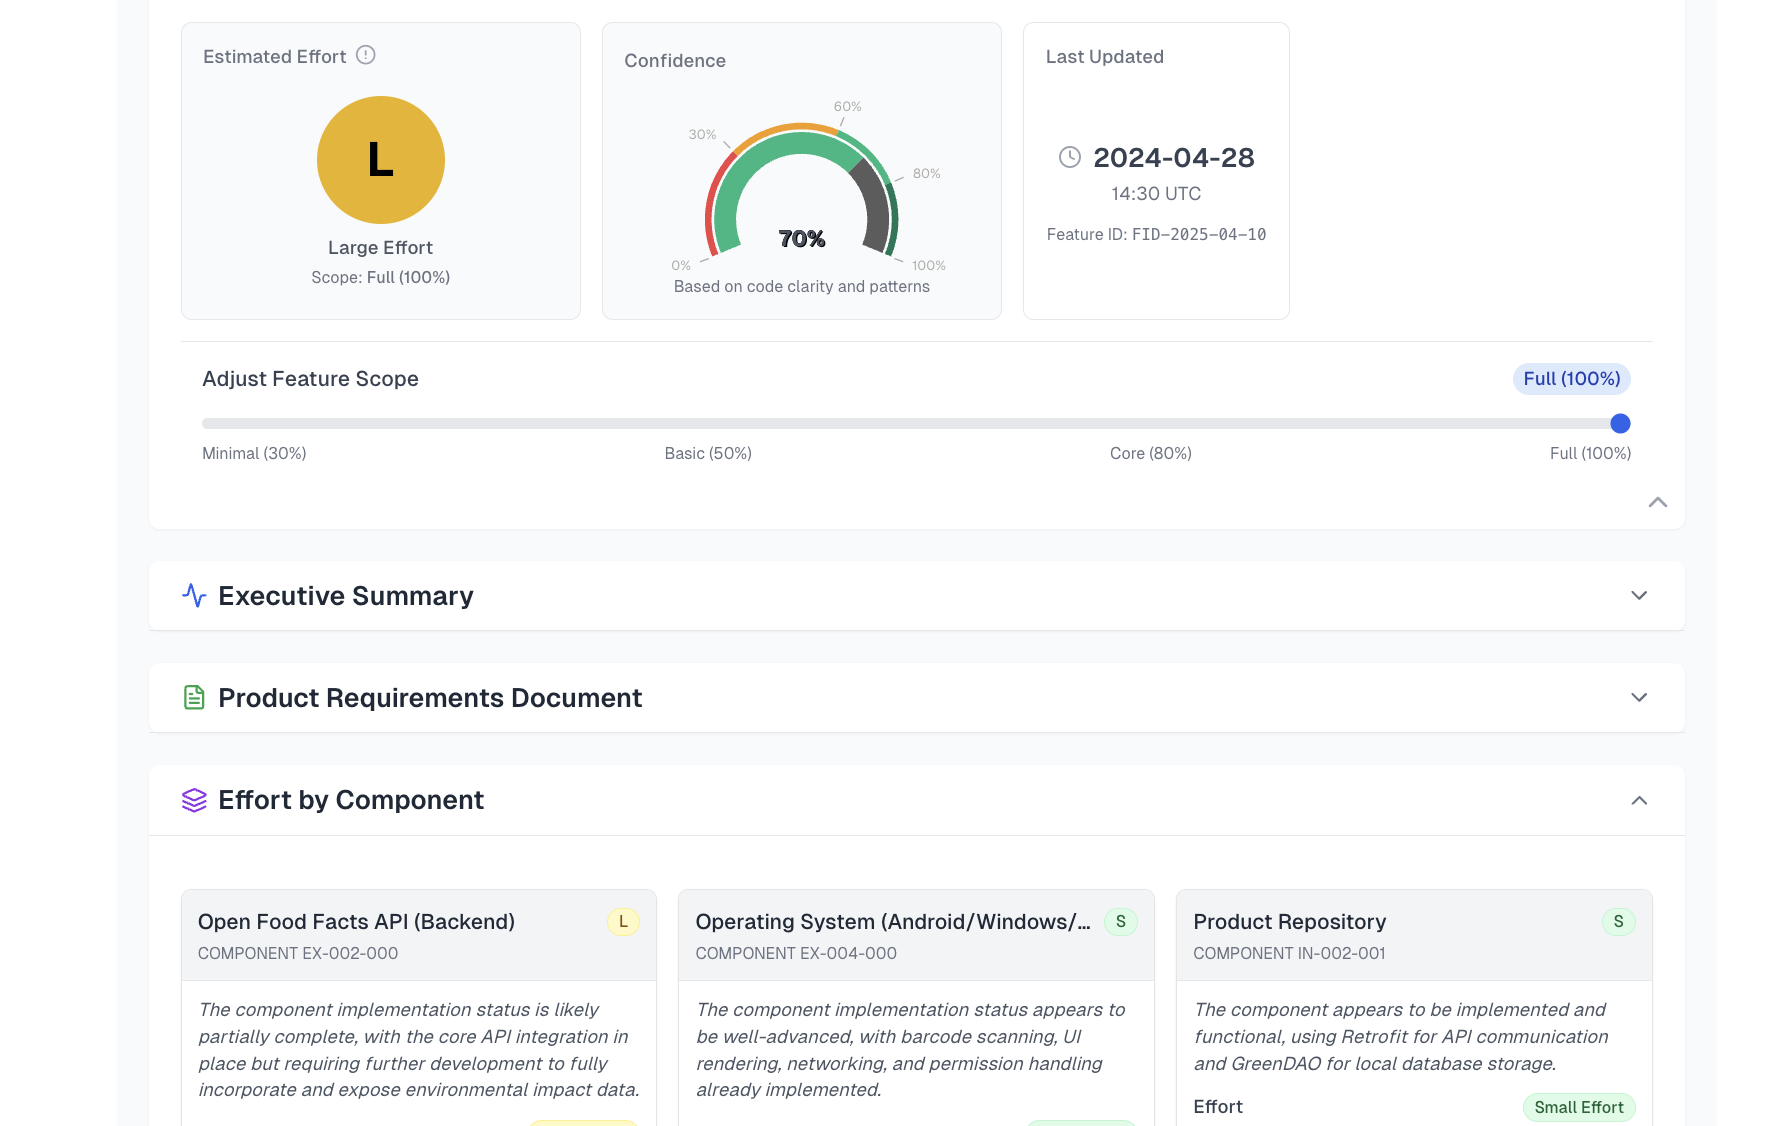 Estimated Effort
L
Large Effort
Scope: Full (100%)
Confidence
0%
30%
60%
80%
100%
70%
Based on code clarity and patterns
Last Updated
2024-04-28
14:30 UTC
Feature ID: FID-2025-04-10
Adjust Feature Scope
Full (100%)
Minimal (30%)
Basic (50%)
Core (80%)
Full (100%)
Executive Summary
Product Requirements Document
Effort by Component
Open Food Facts API (Backend)
L
COMPONENT EX-002-000
The component implementation status is likely
partially complete, with the core API integration in
place but requiring further development to fully
incorporate and expose environmental impact data.
Operating System (Android/Windows/...
S
COMPONENT EX-004-000
The component implementation status appears to
be well-advanced, with barcode scanning, UI
rendering, networking, and permission handling
already implemented.
Product Repository
S
COMPONENT IN-002-001
The component appears to be implemented and
functional, using Retrofit for API communication
and GreenDAO for local database storage.
Effort
Small Effort